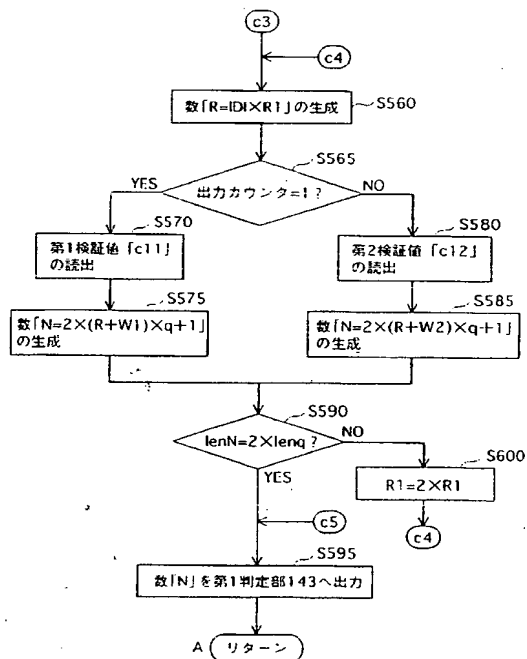 c3
c4
数「R=IDI×R1」の生成
S560
出力カウンタ=1？
S565
YES
NO
第1検証値「c11」
の読出
S570
第2検証値「c12」
の読出
S580
数「N=2×(R+W1)×q+1」
の生成
S575
数「N=2×(R+W2)×q+1」
の生成
S585
lenN=2×lenq？
S590
NO
YES
R1=2×R1
S600
c4
c5
数「N」を第1判定部143へ出力
S595
A
リターン